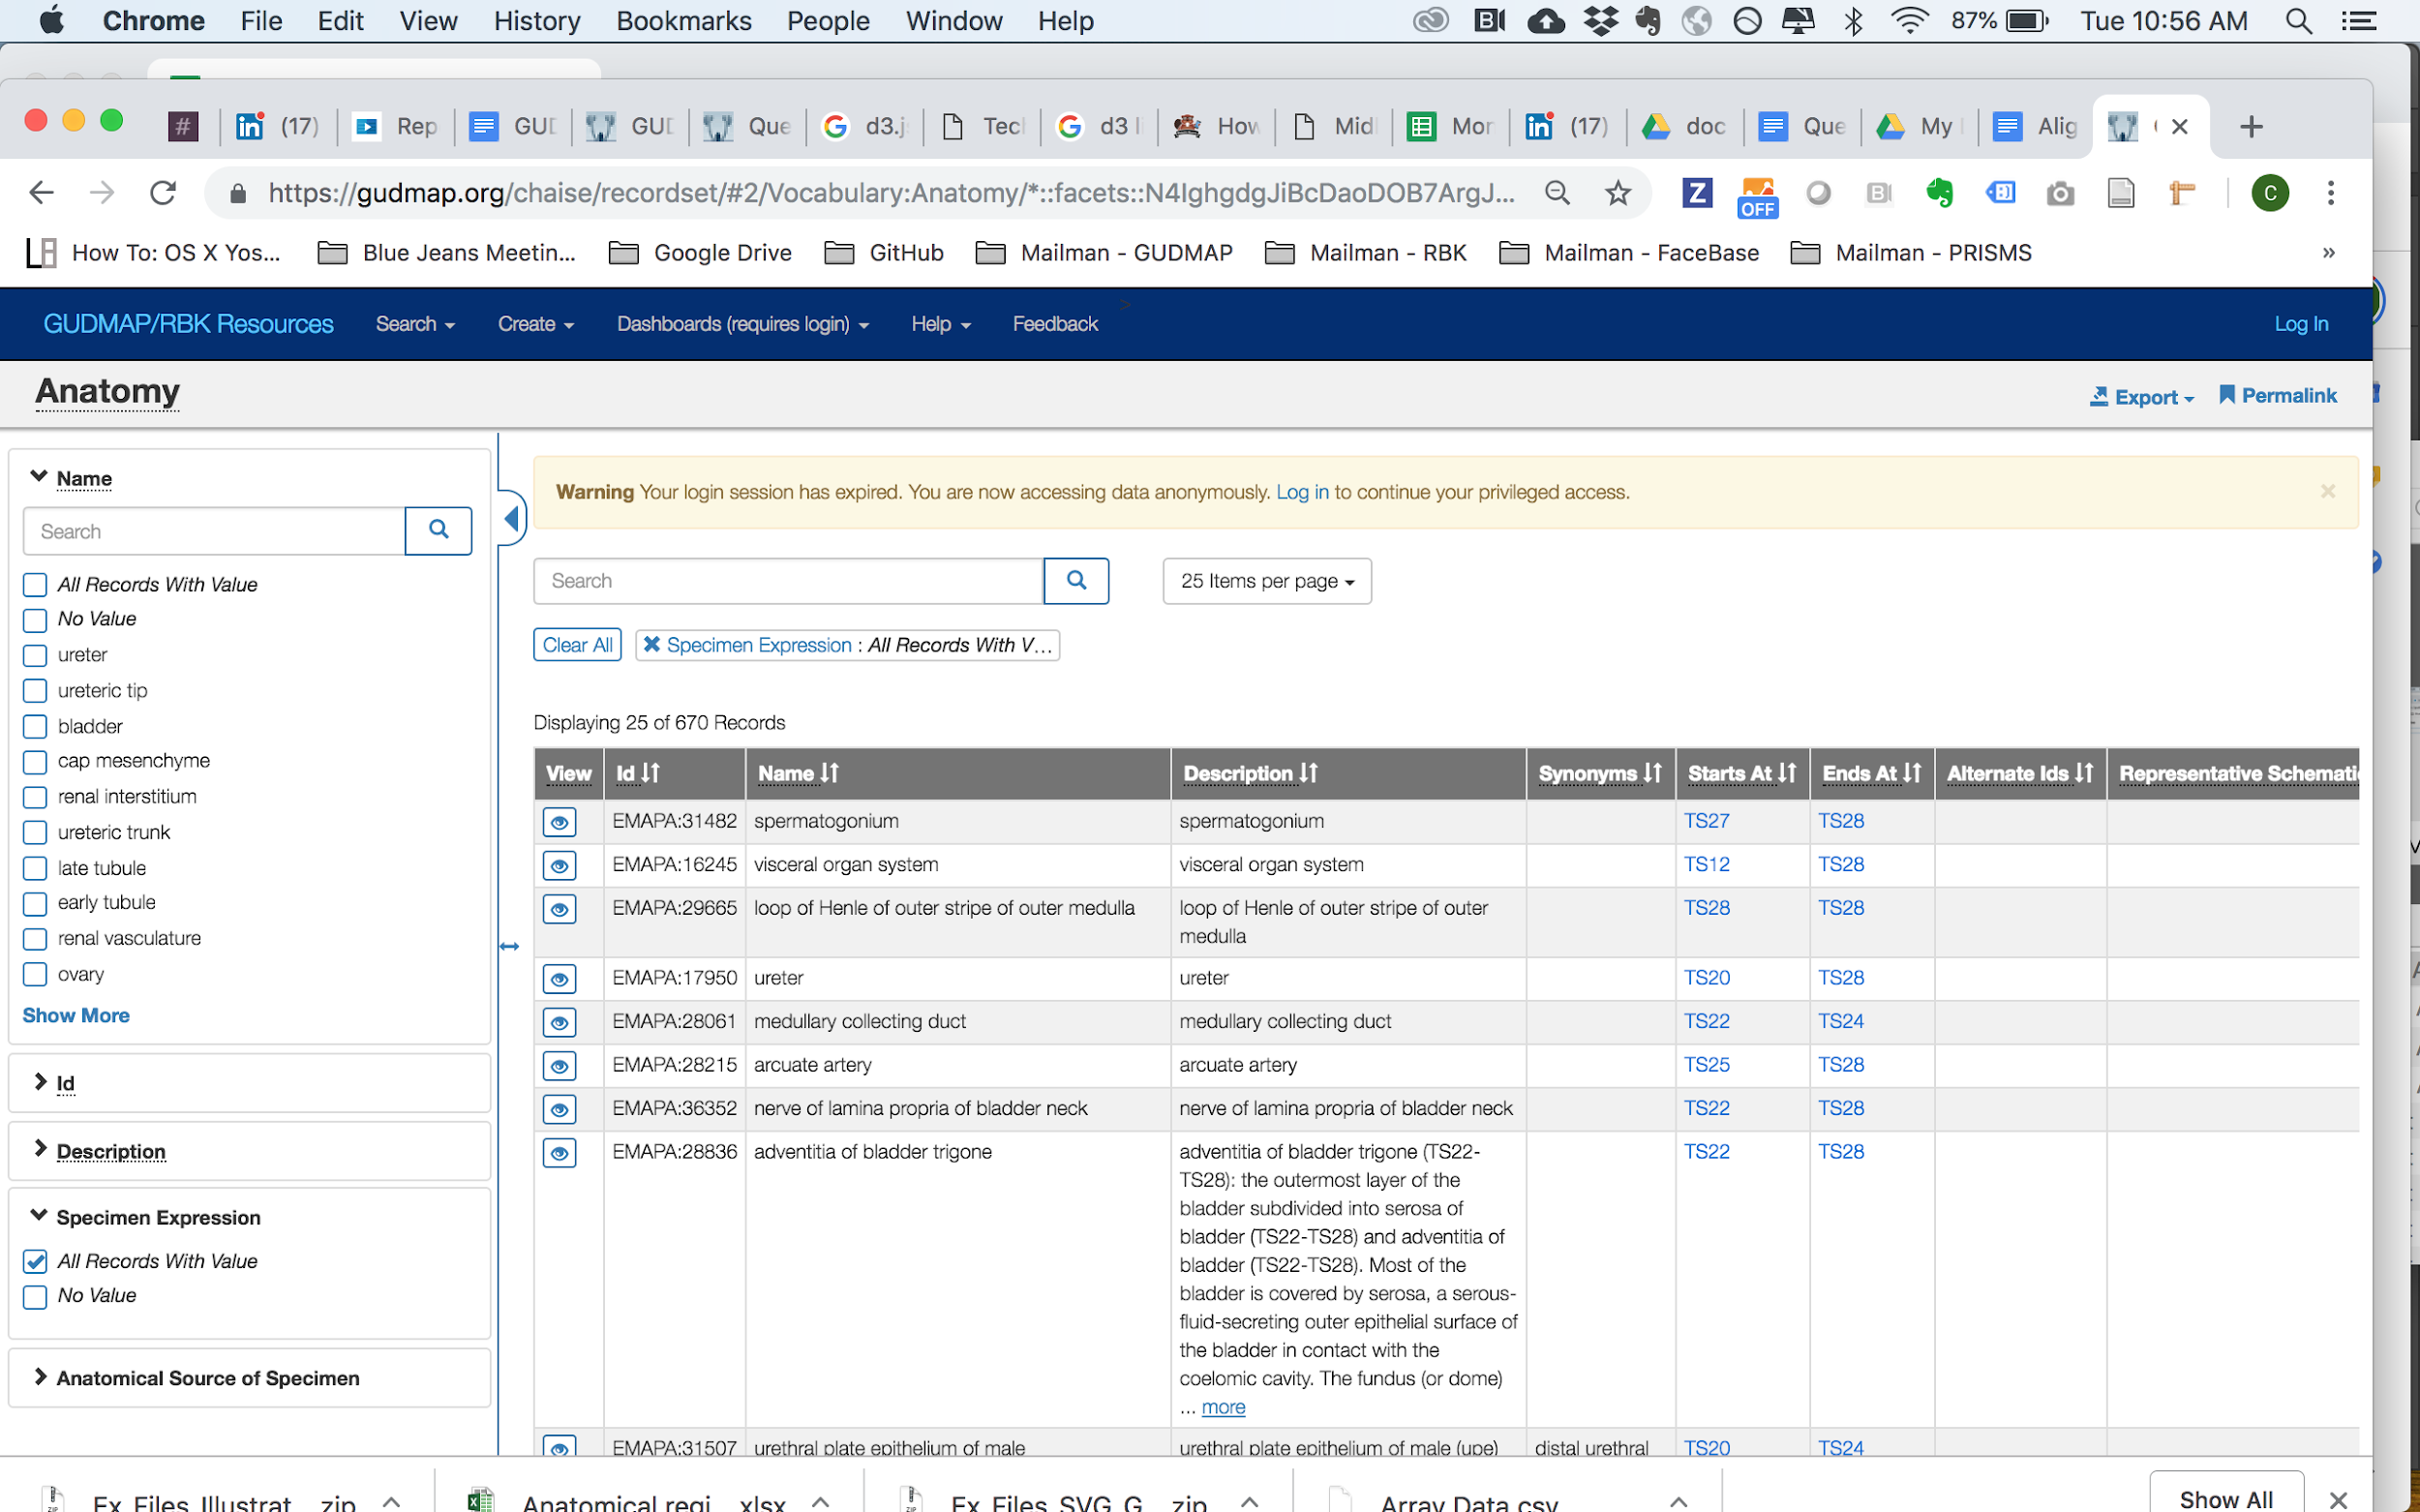 Chrome File Edit View History Bookmarks People Window Help 87% Tue 10:56 AM
# (17) Rep GUD GUD Que d3.j Tec d3 li How Mid Mor (17) doc Que My Alig
https://gudmap.org/chaise/recordset/#2/Vocabulary:Anatomy/*::facets::N4IghgdgJiBcDaoDOB7ArgJ... OFF C
How To: OS X Yos... Blue Jeans Meetin... Google Drive GitHub Mailman - GUDMAP Mailman - RBK Mailman - FaceBase Mailman - PRISMS »
GUDMAP/RBK Resources Search Create Dashboards (requires login) Help Feedback > Log In
Anatomy Export Permalink
Name
Search
All Records With Value
No Value
ureter
ureteric tip
bladder
cap mesenchyme
renal interstitium
ureteric trunk
late tubule
early tubule
renal vasculature
ovary
Show More
Id
Description
Specimen Expression
All Records With Value
No Value
Anatomical Source of Specimen
Warning Your login session has expired. You are now accessing data anonymously. Log in to continue your privileged access. ×
Search 25 Items per page
Clear All Specimen Expression : All Records With V...
Displaying 25 of 670 Records
View Id Name Description Synonyms Starts At Ends At Alternate Ids Representative Schemati
EMAPA:31482 spermatogonium spermatogonium TS27 TS28
EMAPA:16245 visceral organ system visceral organ system TS12 TS28
EMAPA:29665 loop of Henle of outer stripe of outer medulla loop of Henle of outer stripe of outer TS28 TS28
medulla
EMAPA:17950 ureter ureter TS20 TS28
EMAPA:28061 medullary collecting duct medullary collecting duct TS22 TS24
EMAPA:28215 arcuate artery arcuate artery TS25 TS28
EMAPA:36352 nerve of lamina propria of bladder neck nerve of lamina propria of bladder neck TS22 TS28
EMAPA:28836 adventitia of bladder trigone adventitia of bladder trigone (TS22- TS22 TS28
TS28): the outermost layer of the
bladder subdivided into serosa of
bladder (TS22-TS28) and adventitia of
bladder (TS22-TS28). Most of the
bladder is covered by serosa, a serous-
fluid-secreting outer epithelial surface of
the bladder in contact with the
coelomic cavity. The fundus (or dome)
... more
EMAPA:31507 urethral plate epithelium of male urethral plate epithelium of male (upe) distal urethral TS20 TS24
Ex_Files_Illustrat....zip Anatomical regi....xlsx Ex_Files_SVG_G....zip Array Data.csv Show All